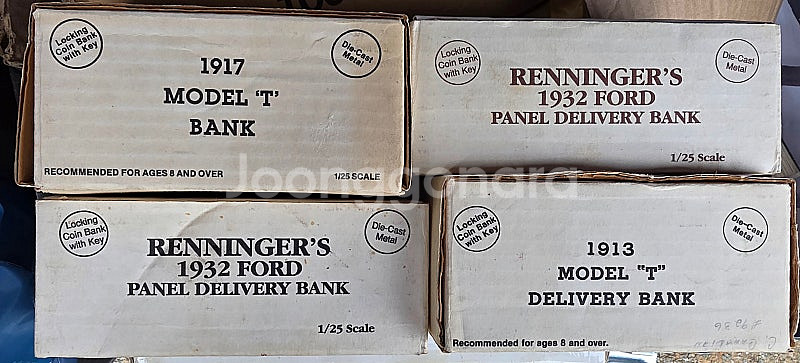 Locking
Coin Bank
with Key
Die-Cast
Metal
1917
MODEL 'T'
BANK
RECOMMENDED FOR AGES 8 AND OVER
1/25 SCALE
Locking
Coin Bank
with Key
Die-Cast
Metal
RENNINGER'S
1932 FORD
PANEL DELIVERY BANK
1/25 Scale
Joonggonara
Locking
Coin Bank
with Key
Die-Cast
Metal
RENNINGER'S
1932 FORD
PANEL DELIVERY BANK
1/25 Scale
Locking
Coin Bank
with Key
Die-Cast
Metal
1913
MODEL "T"
DELIVERY BANK
Recommended for ages 8 and over.